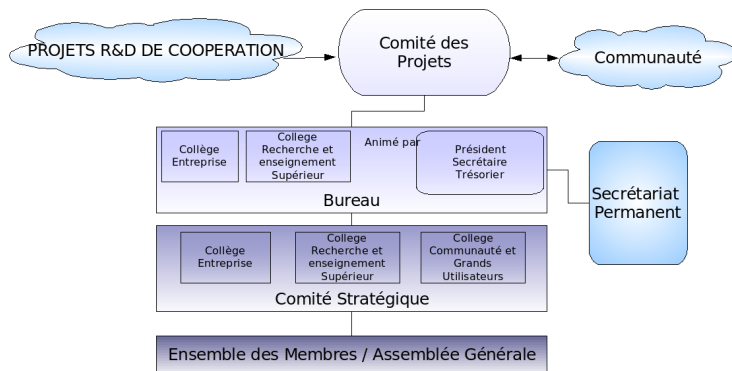 PROJETS R&D DE COOPERATION
Comité des
Projets
Communauté
Collège
Entreprise
College
Recherche et
enseignement
Supérieur
Animé par
Président
Secrétaire
Trésorier
Bureau
Secrétariat
Permanent
Collège
Entreprise
College
Recherche et
enseignement
Supérieur
College
Communauté et
Grands
Utilisateurs
Comité Stratégique
Ensemble des Membres / Assemblée Générale